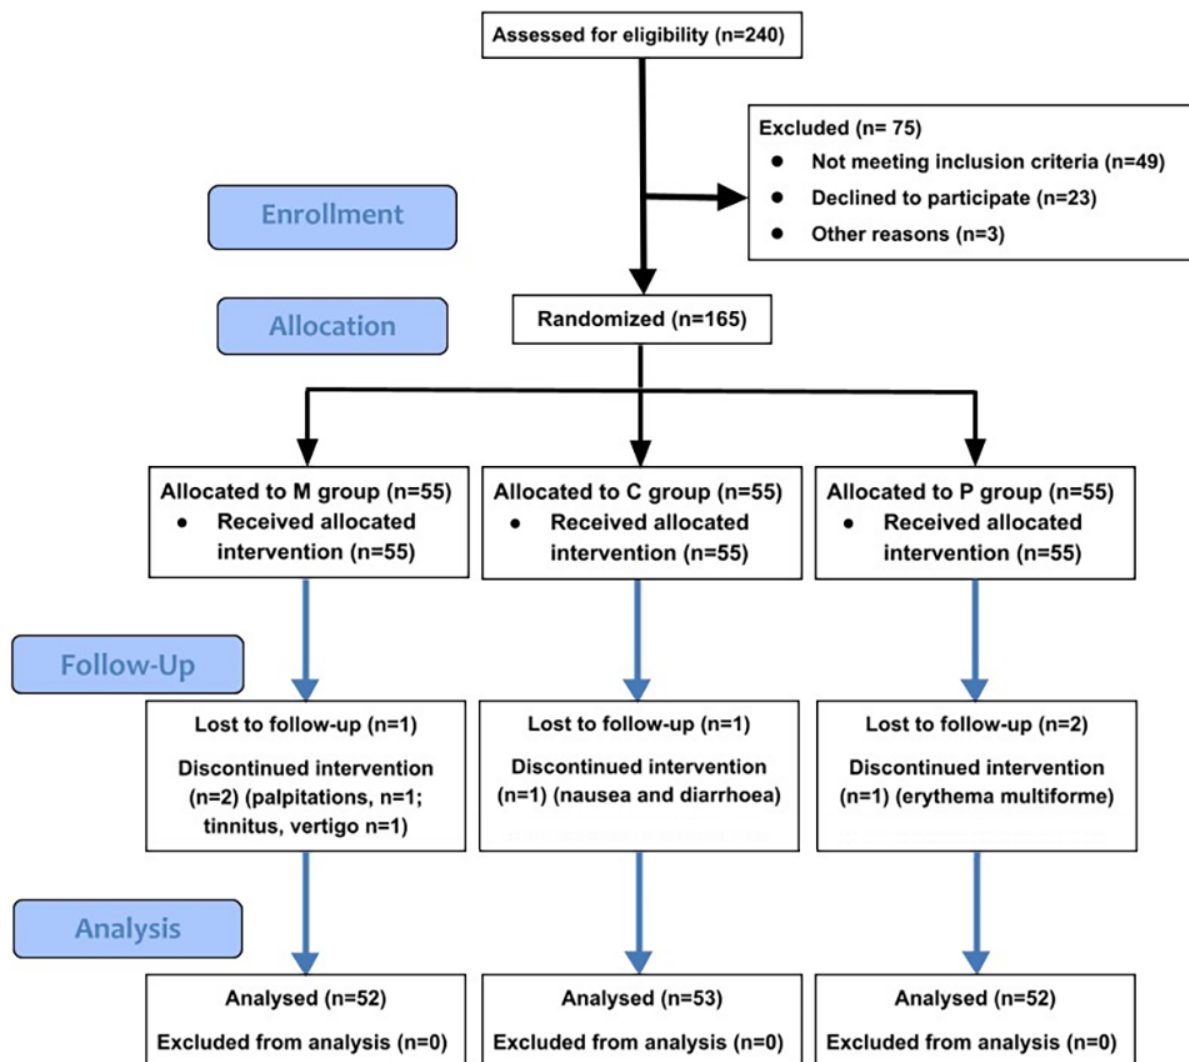 Assessed for eligibility (n=240)
Excluded (n= 75)
● Not meeting inclusion criteria (n=49)
● Declined to participate (n=23)
● Other reasons (n=3)
Enrollment
Allocation
Randomized (n=165)
Allocated to M group (n=55)
● Received allocated
intervention (n=55)
Allocated to C group (n=55)
● Received allocated
intervention (n=55)
Allocated to P group (n=55)
● Received allocated
intervention (n=55)
Follow-Up
Lost to follow-up (n=1)
Discontinued intervention
(n=2) (palpitations, n=1;
tinnitus, vertigo n=1)
Lost to follow-up (n=1)
Discontinued intervention
(n=1) (nausea and diarrhoea)
Lost to follow-up (n=2)
Discontinued intervention
(n=1) (erythema multiforme)
Analysis
Analysed (n=52)
Excluded from analysis (n=0)
Analysed (n=53)
Excluded from analysis (n=0)
Analysed (n=52)
Excluded from analysis (n=0)